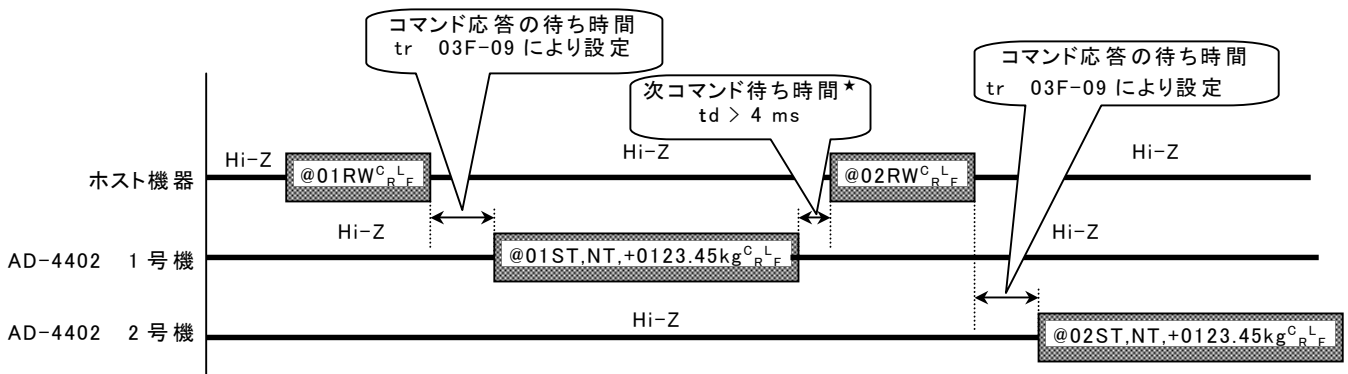 コマンド応答の待ち時間
tr 03F-09 により設定
コマンド応答の待ち時間
tr 03F-09 により設定
次コマンド待ち時間★
td > 4 ms
Hi-Z
Hi-Z
Hi-Z
ホスト機器
@01RWCRLF
@02RWCRLF
Hi-Z
Hi-Z
AD-4402 1号機
@01ST,NT,+0123.45kgCRLF
Hi-Z
AD-4402 2号機
@02ST,NT,+0123.45kgCRLF